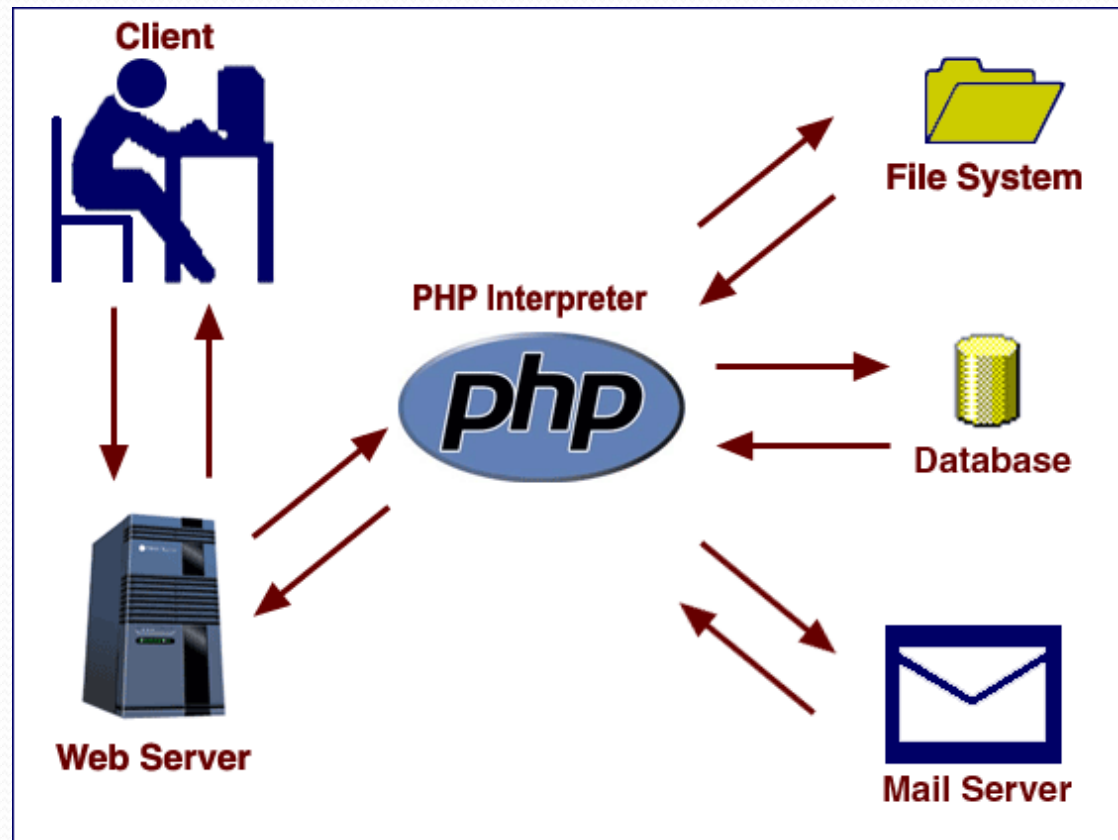 Client
File System
PHP Interpreter
php
Database
Web Server
Mail Server